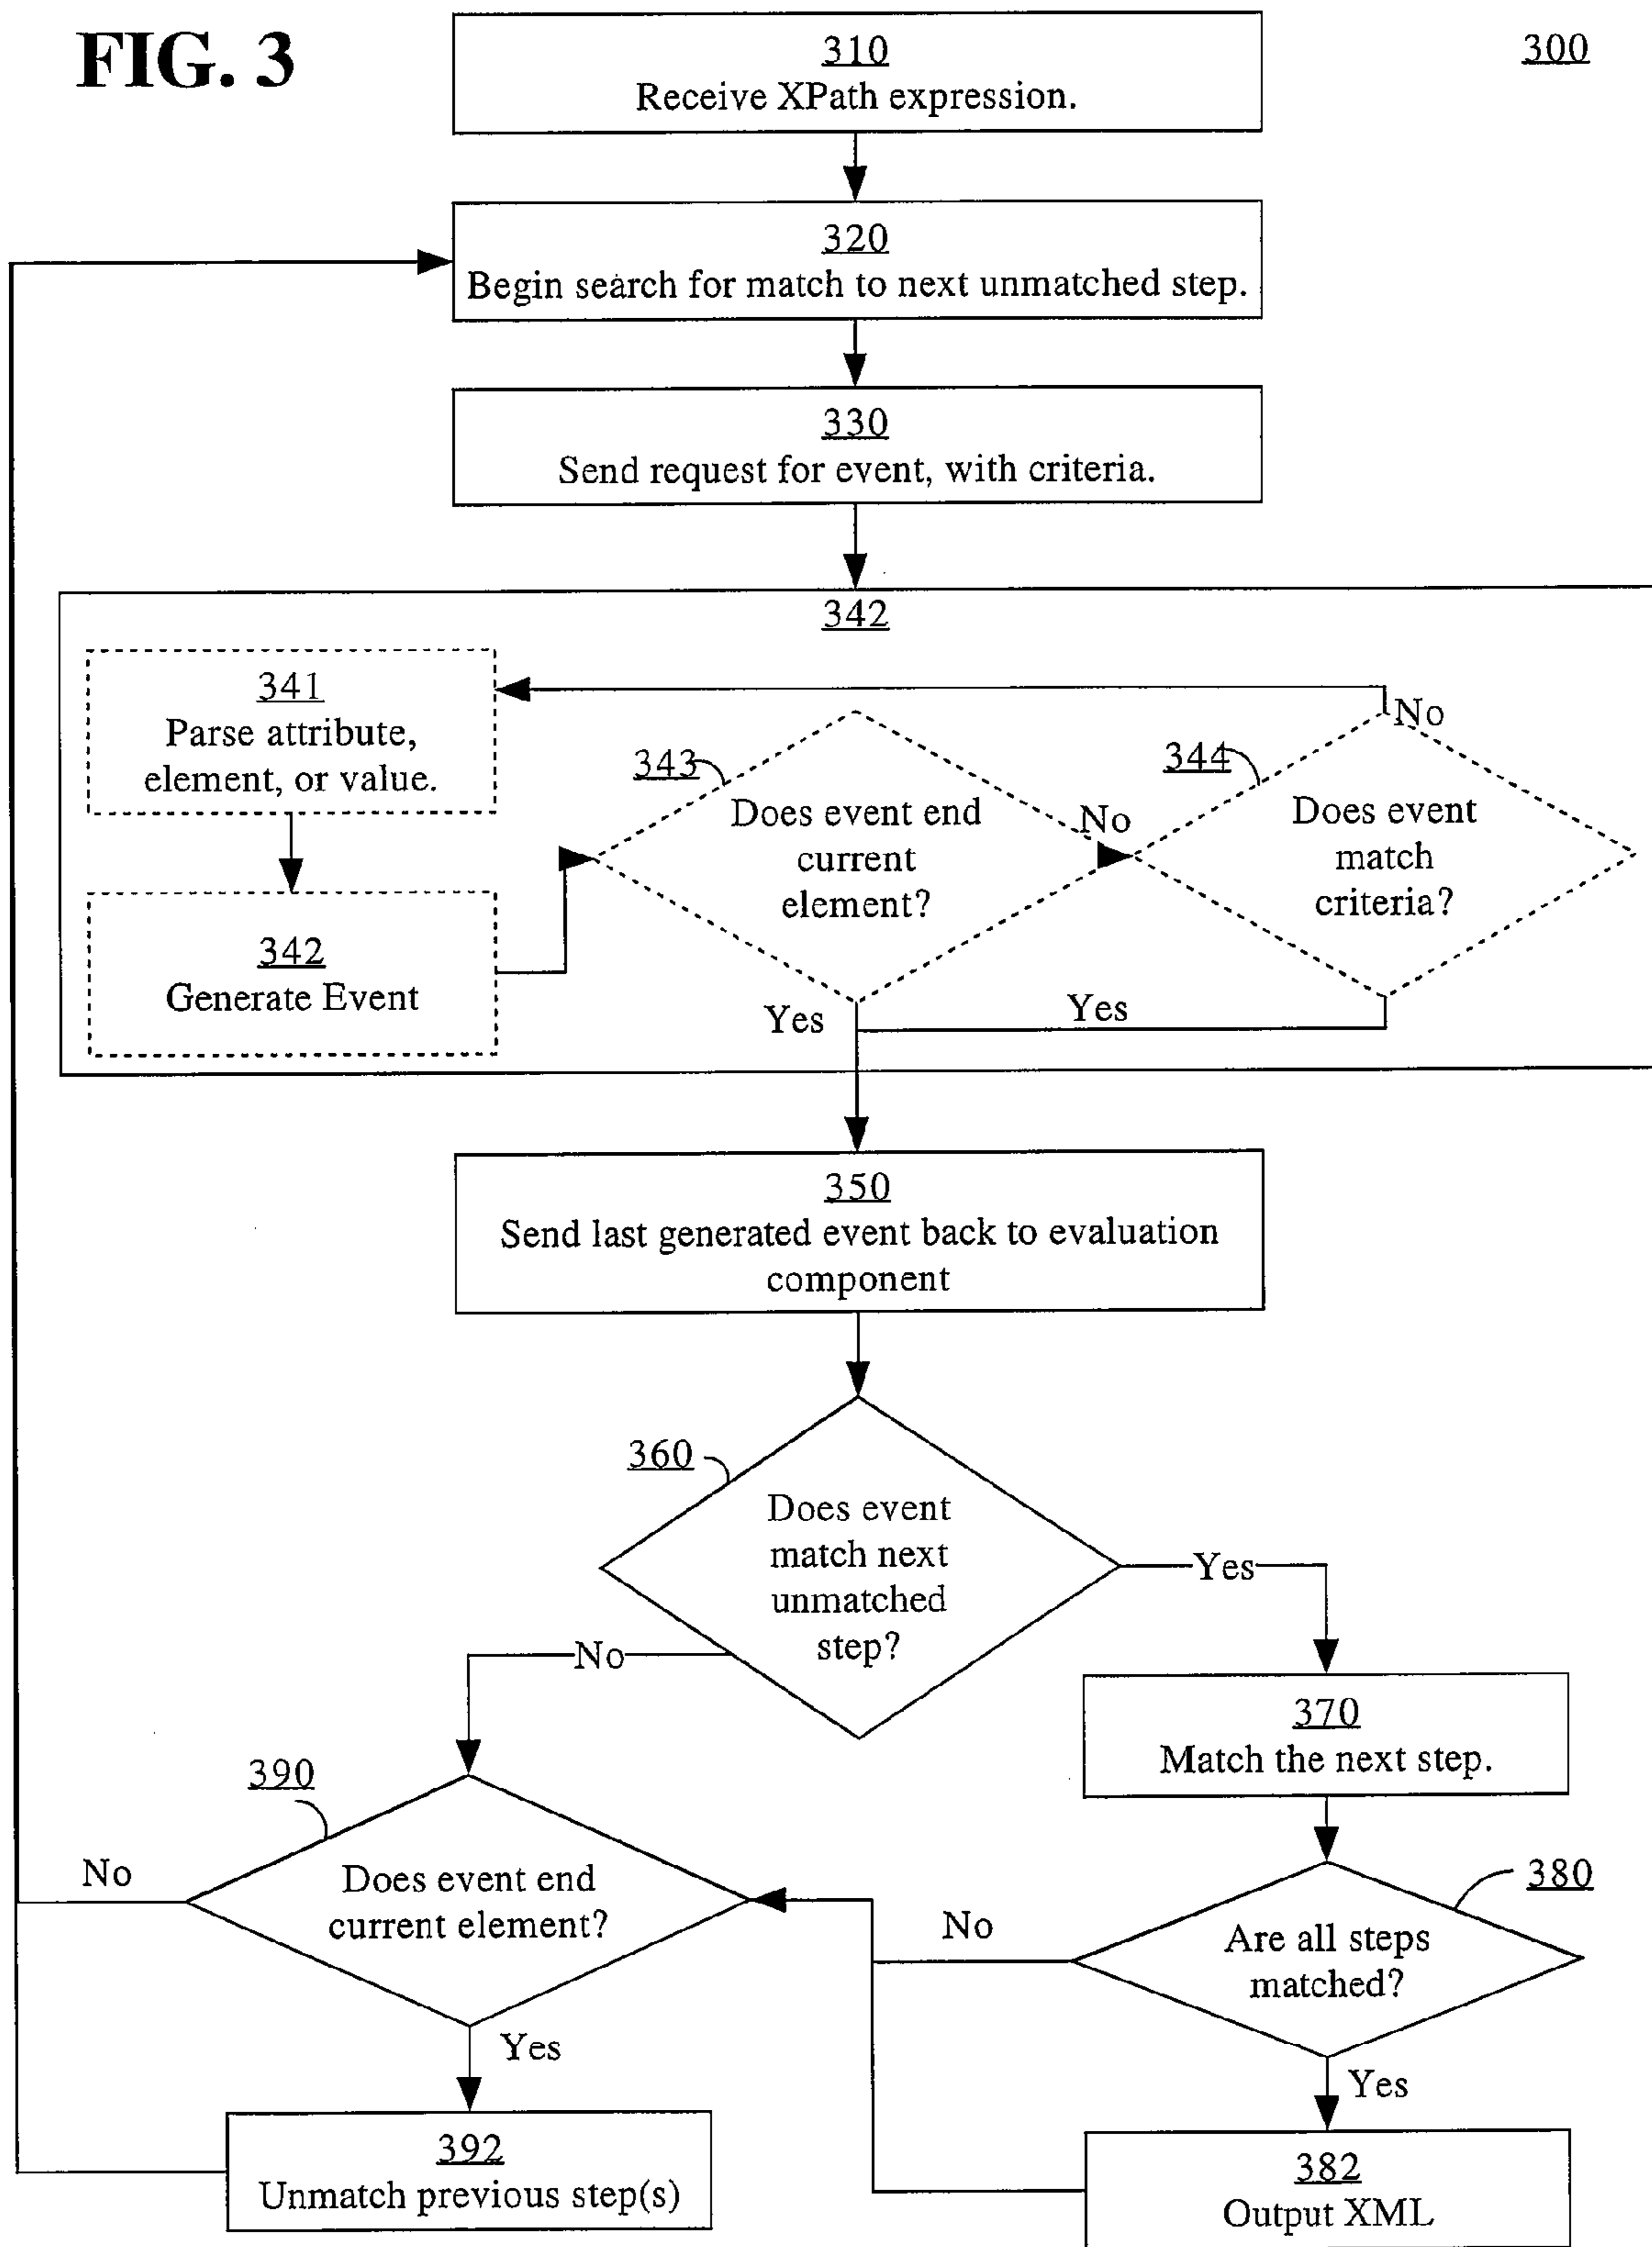 FIG. 3
300
310
Receive XPath expression.
320
Begin search for match to next unmatched step.
330
Send request for event, with criteria.
342
341
Parse attribute,
element, or value.
342
Generate Event
343
Does event end
current
element?
No
344
Does event
match
criteria?
No
Yes
Yes
350
Send last generated event back to evaluation
component
360
Does event
match next
unmatched
step?
Yes
No
370
Match the next step.
390
Does event end
current element?
No
Yes
380
Are all steps
matched?
No
Yes
392
Unmatch previous step(s)
382
Output XML